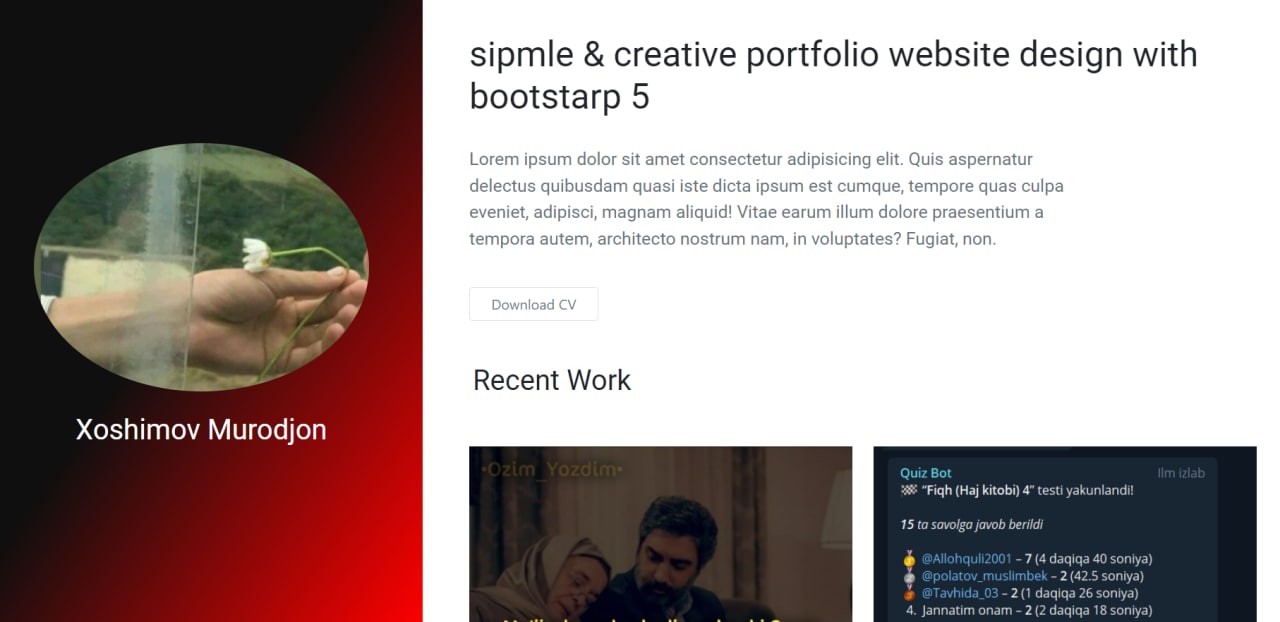 sipmle & creative portfolio website design with
bootstarp 5
Lorem ipsum dolor sit amet consectetur adipisicing elit. Quis aspernatur
delectus quibusdam quasi iste dicta ipsum est cumque, tempore quas culpa
eveniet, adipisci, magnam aliquid! Vitae earum illum dolore praesentium a
tempora autem, architecto nostrum nam, in voluptates? Fugiat, non.
Download CV
Xoshimov Murodjon
Recent Work
•Ozim_Yozdim•
Quiz Bot
Ilm izlab
🏁 “Fiqh (Haj kitobi) 4” testi yakunlandi!
15 ta savolga javob berildi
🥇 @Allohquli2001 – 7 (4 daqiqa 40 soniya)
🥈 @polatov_muslimbek – 2 (42.5 soniya)
🥉 @Tavhida_03 – 2 (1 daqiqa 26 soniya)
4. Jannatim onam – 2 (2 daqiqa 18 soniya)